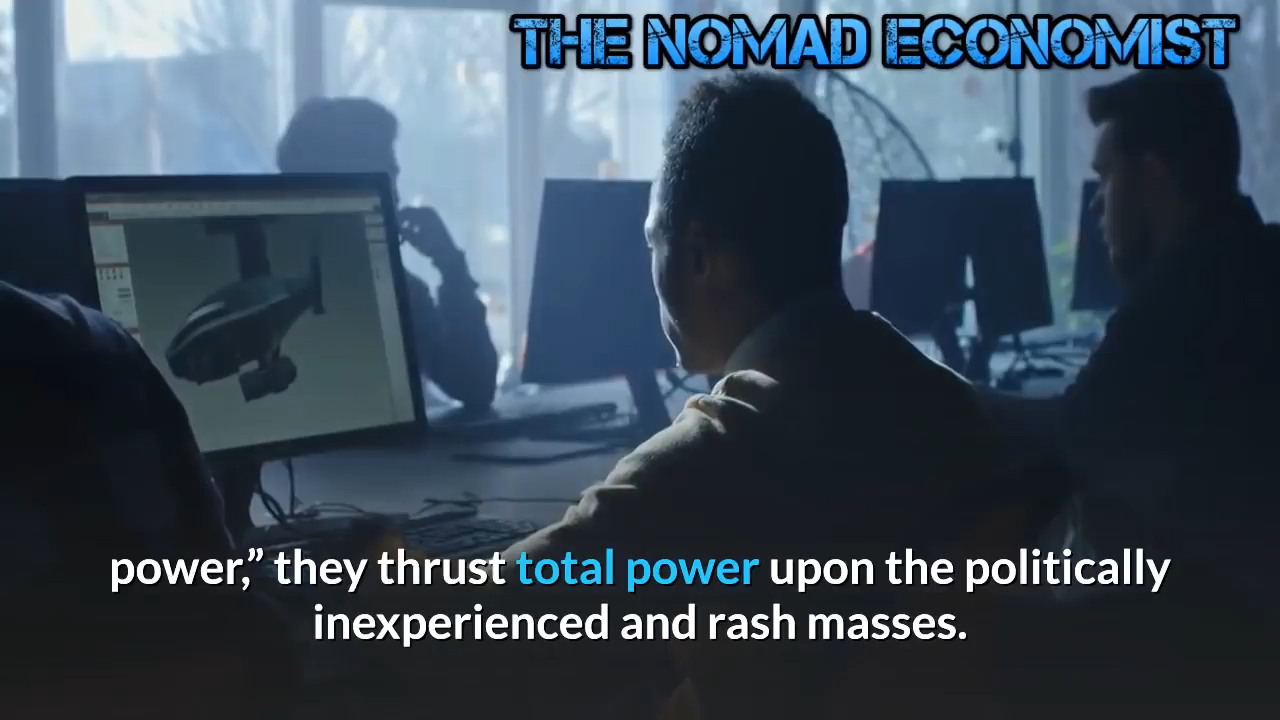 THE NOMAD ECONOMIST
power,” they thrust total power upon the politically
inexperienced and rash masses.